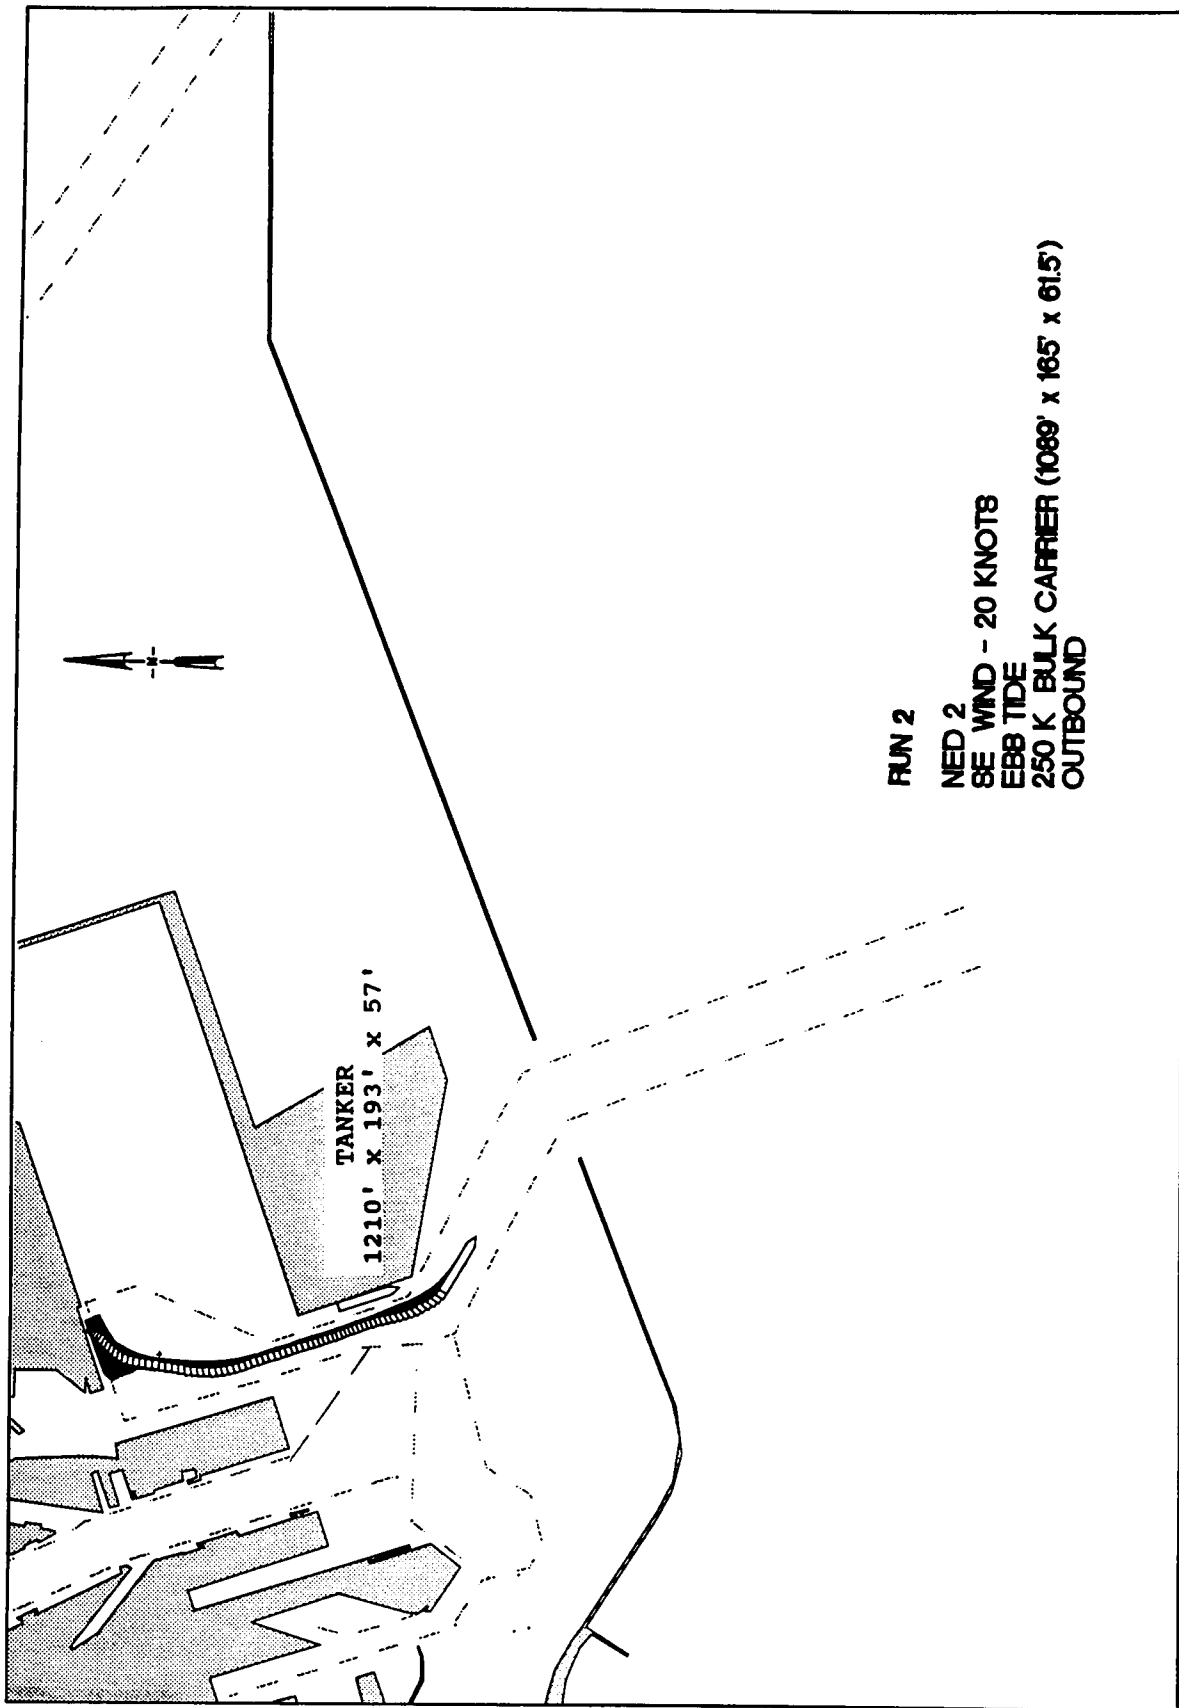 TANKER
1210' x 193' x 57'
-N-
RUN 2
NED 2
SE WIND - 20 KNOTS
EBB TIDE
250 K BULK CARRIER (1089' x 165' x 61.5')
OUTBOUND